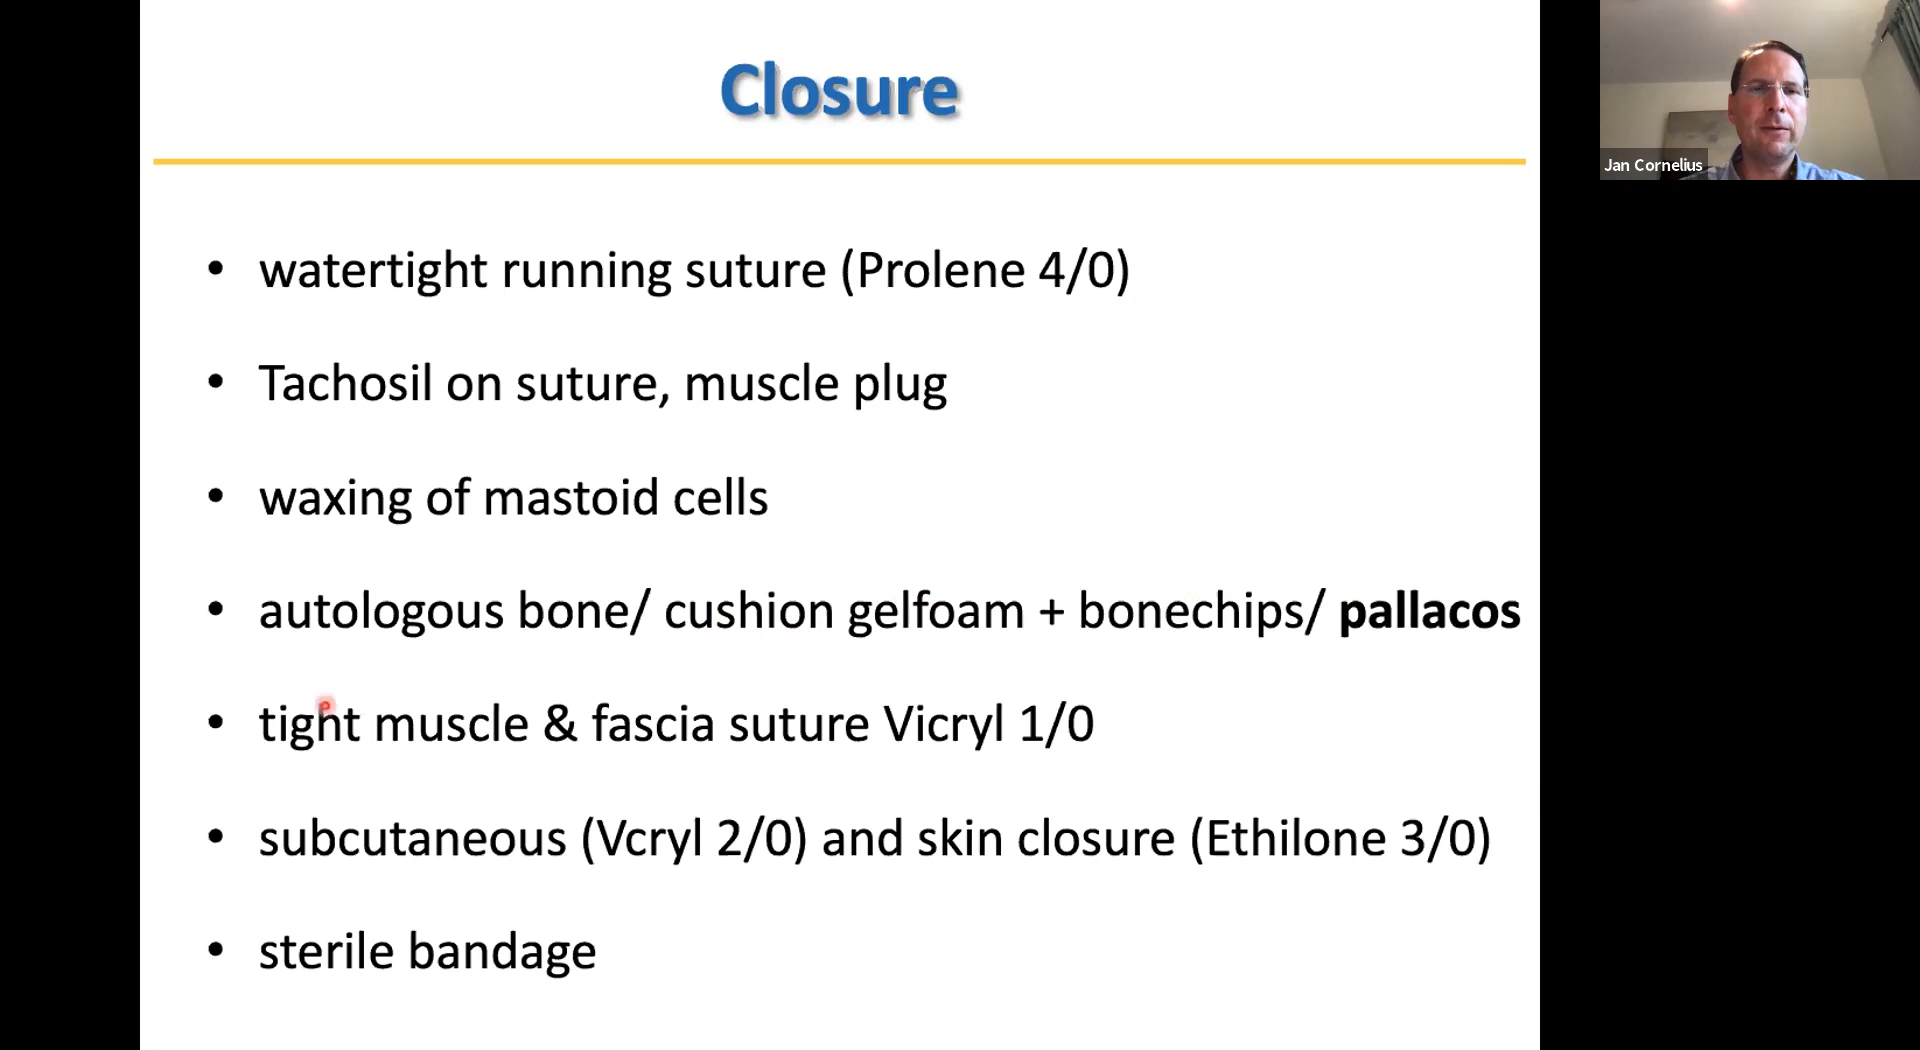 Closure
• watertight running suture (Prolene 4/0)
• Tachosil on suture, muscle plug
• waxing of mastoid cells
• autologous bone/ cushion gelfoam + bonechips/ pallacos
• tight muscle & fascia suture Vicryl 1/0
• subcutaneous (Vcryl 2/0) and skin closure (Ethilone 3/0)
• sterile bandage
Jan Cornelius